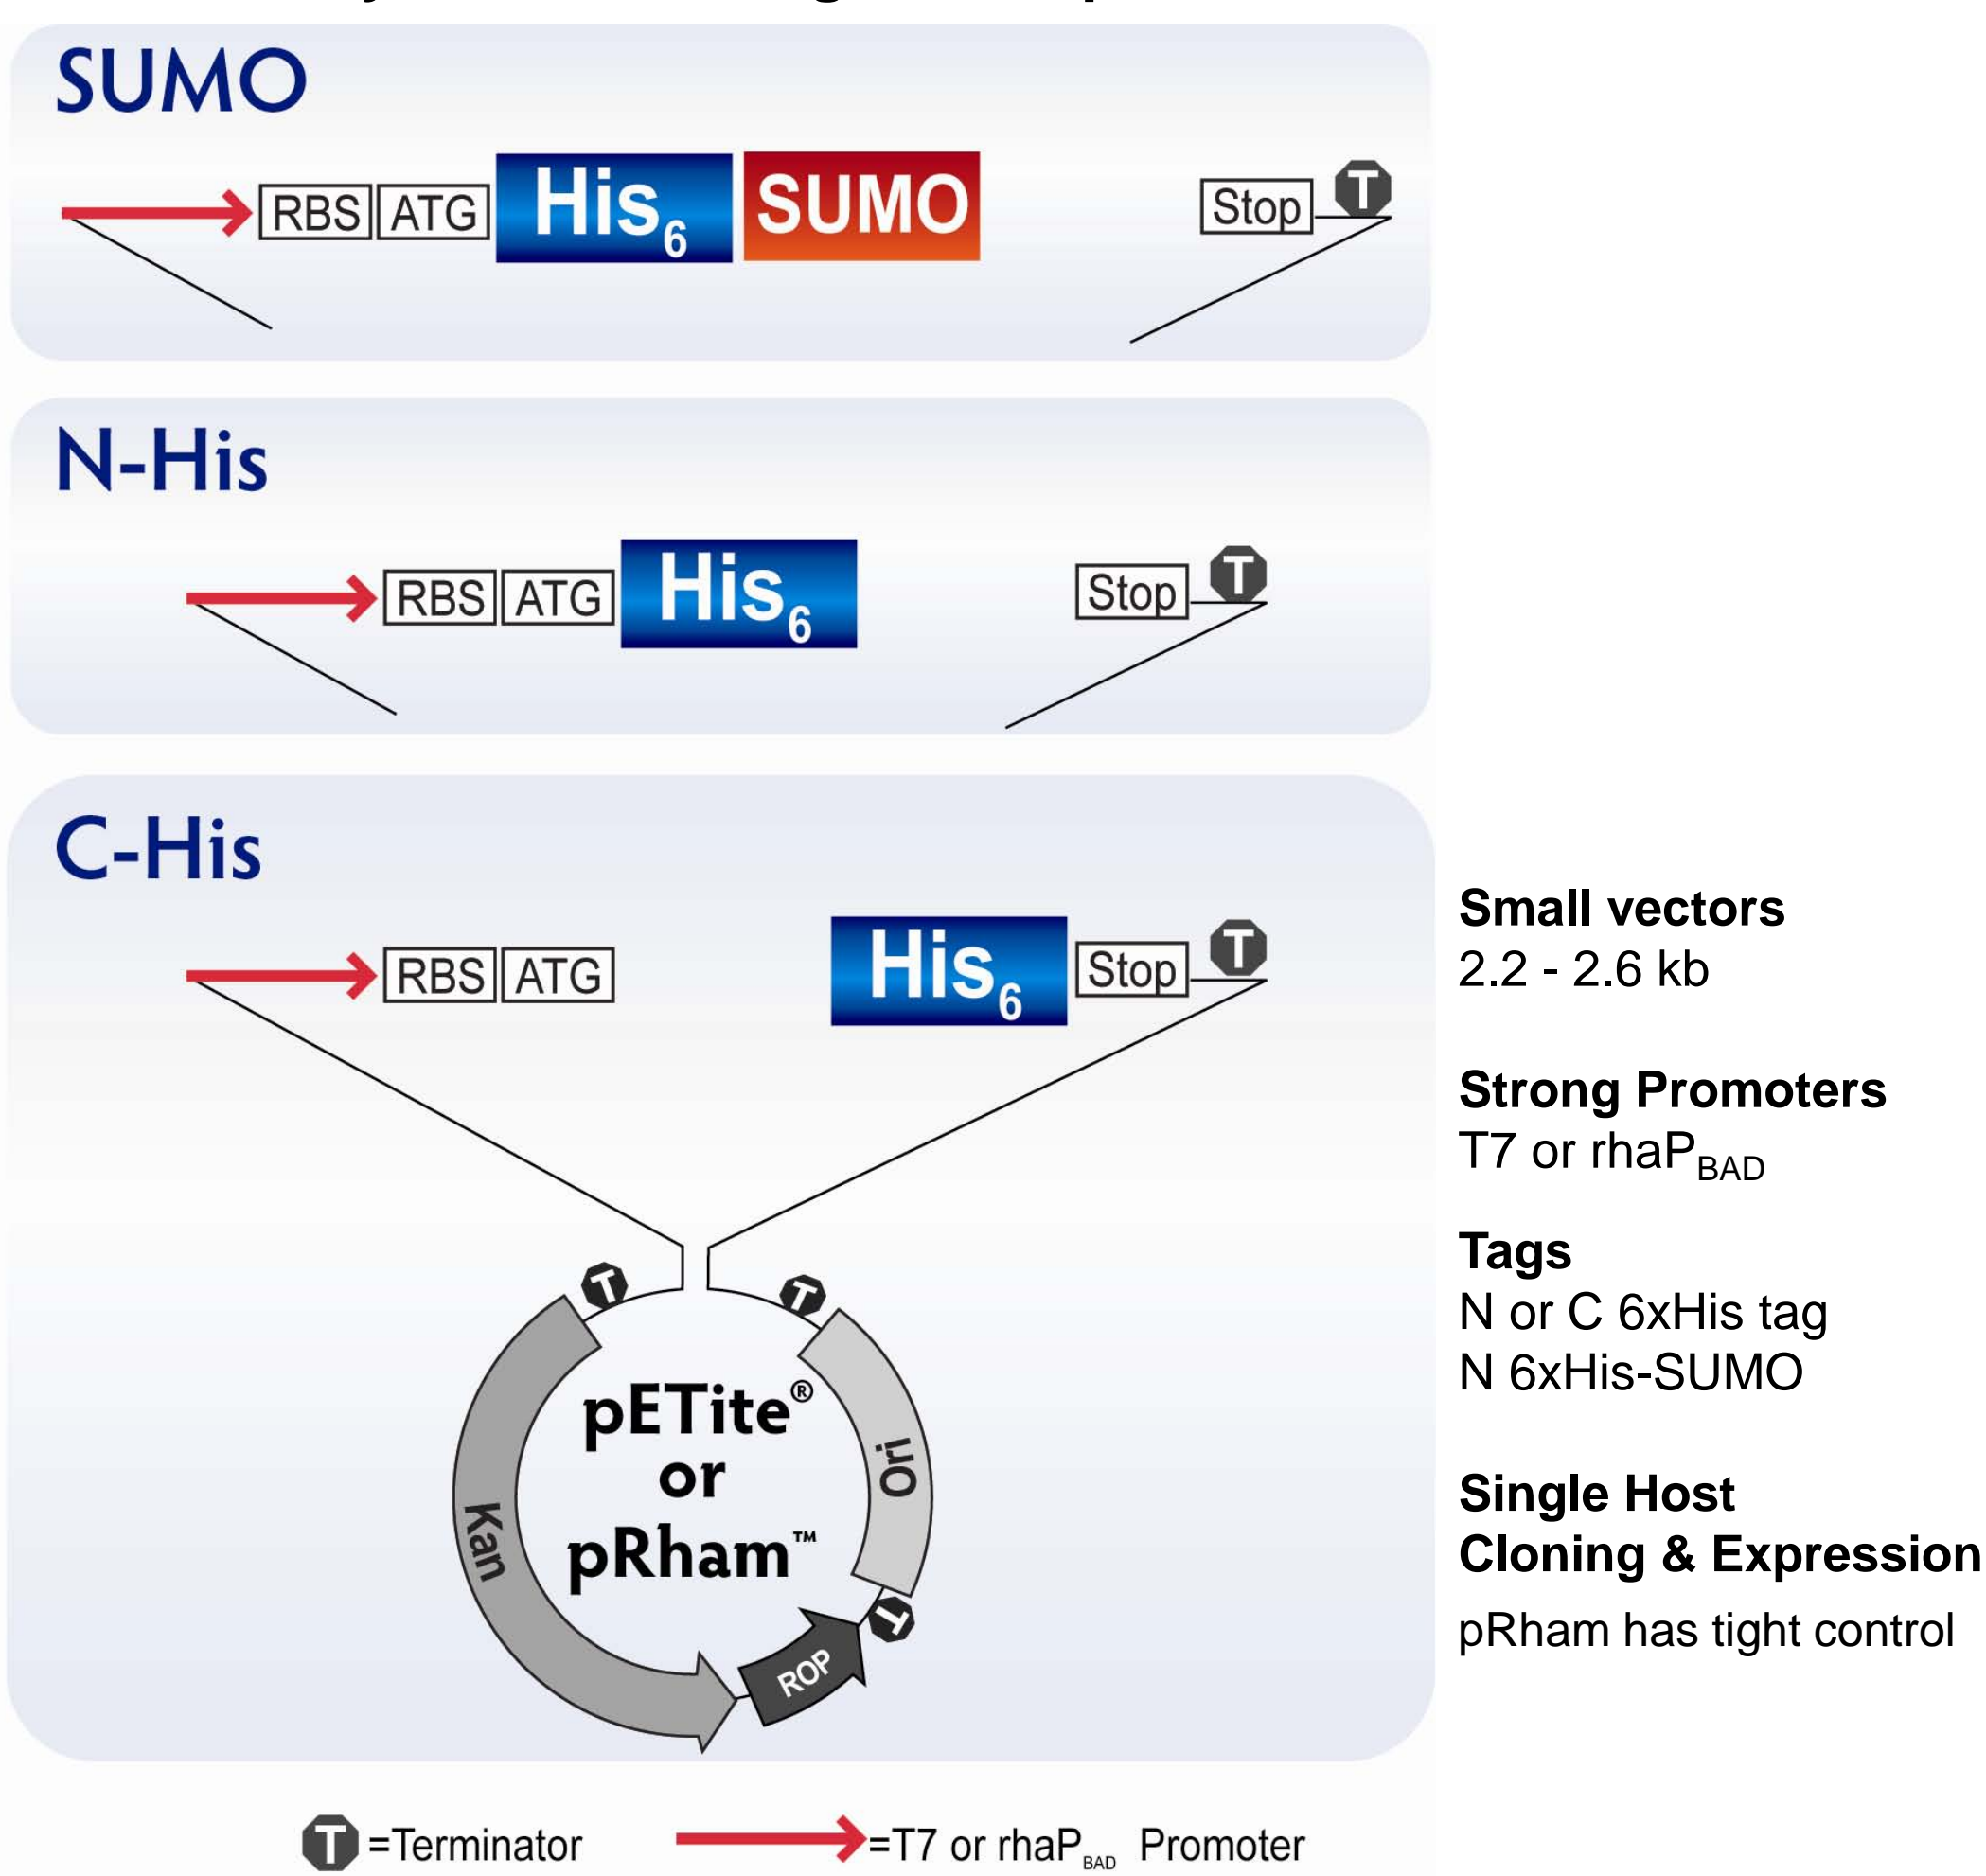 SUMO
RBS ATG His6 SUMO Stop T
N-His
RBS ATG His6 Stop T
C-His
RBS ATG His6 Stop T
T T
pETite®
or
pRham™
Kan
Ori
ROP
T
T =Terminator
=T7 or rhaPBAD Promoter
Small vectors
2.2 - 2.6 kb
Strong Promoters
T7 or rhaPBAD
Tags
N or C 6xHis tag
N 6xHis-SUMO
Single Host
Cloning & Expression
pRham has tight control